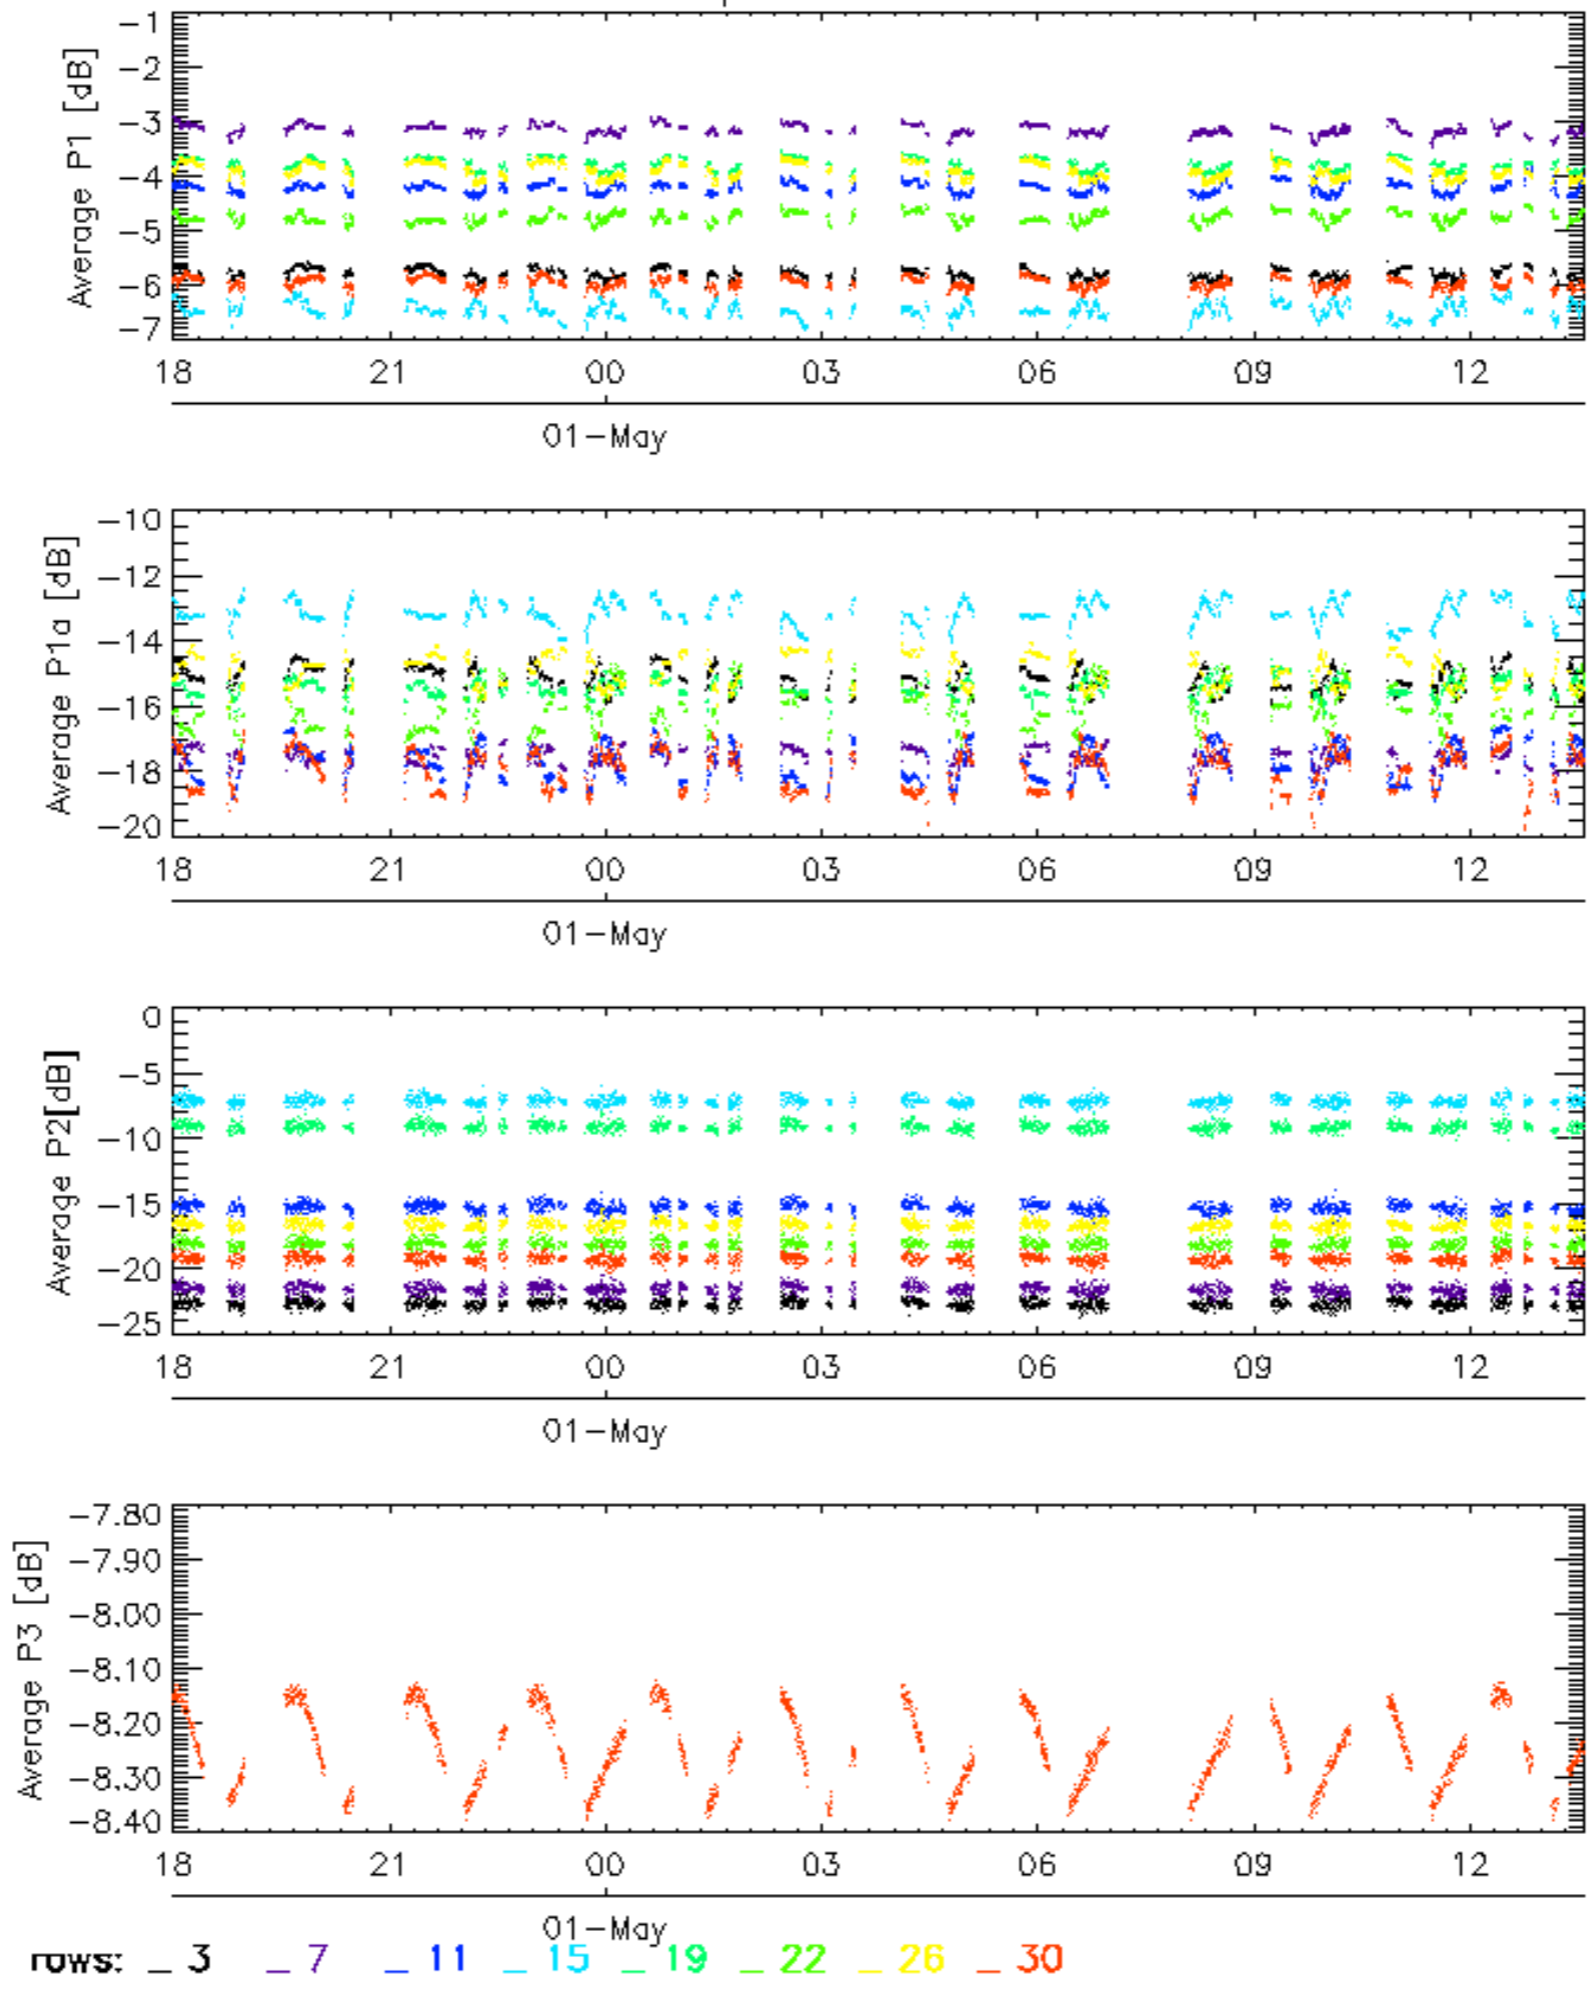 Average P1 [dB]
-1
-2
-3
-4
-5
-6
-7
18 21 00 03 06 09 12
01-May
Average P1a [dB]
-10
-12
-14
-16
-18
-20
18 21 00 03 06 09 12
01-May
Average P2[dB]
0
-5
-10
-15
-20
-25
18 21 00 03 06 09 12
01-May
Average P3 [dB]
-7.80
-7.90
-8.00
-8.10
-8.20
-8.30
-8.40
18 21 00 03 06 09 12
01-May
rows: _ 3 _ 7 _ 11 _ 15 _ 19 _ 22 _ 26 _ 30